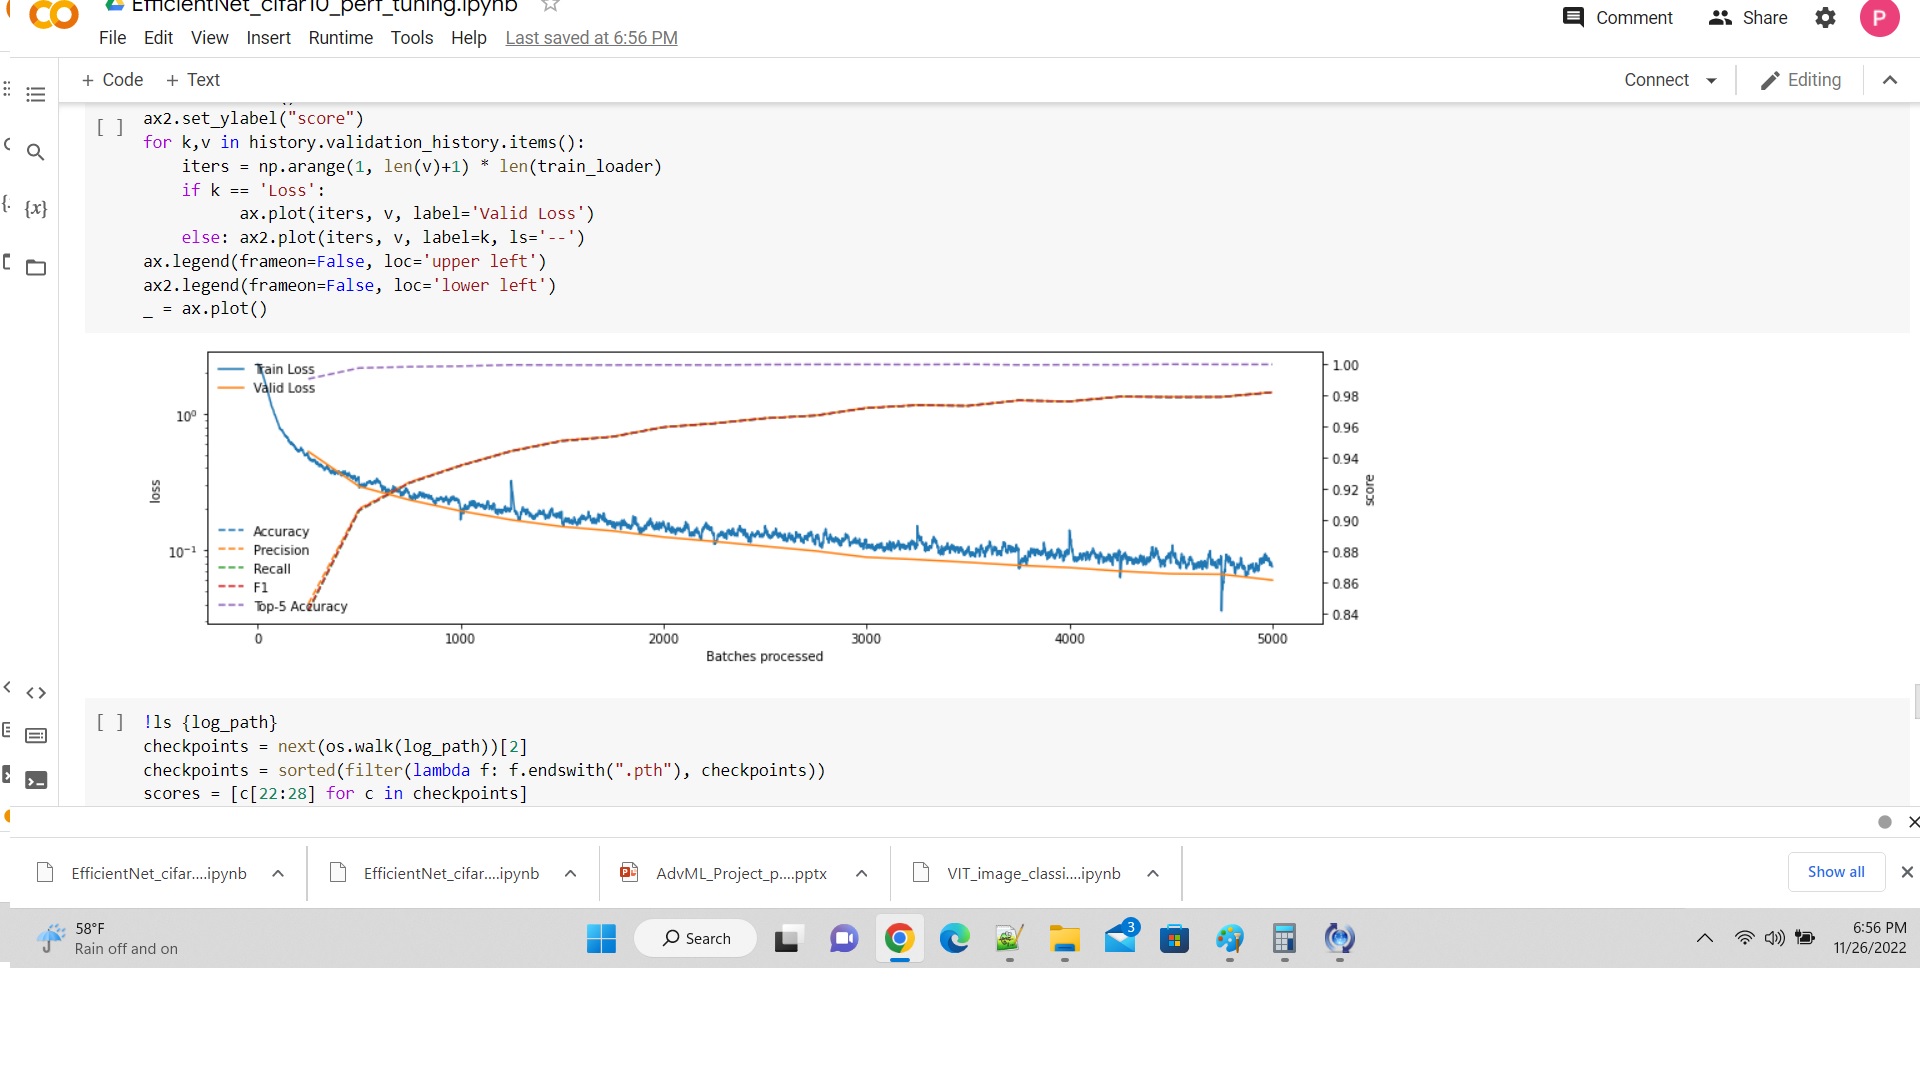 EfficientNet_cifar10_perf_tuning.ipynb
Comment Share P
File Edit View Insert Runtime Tools Help Last saved at 6:56 PM
+ Code + Text Connect Editing
ax2.set_ylabel("score")
[ ]
for k,v in history.validation_history.items():
iters = np.arange(1, len(v)+1) * len(train_loader)
if k == 'Loss':
ax.plot(iters, v, label='Valid Loss')
else: ax2.plot(iters, v, label=k, ls='--')
ax.legend(frameon=False, loc='upper left')
ax2.legend(frameon=False, loc='lower left')
_ = ax.plot()
{x}
Train Loss
Valid Loss
10⁰
10⁻¹
loss
Accuracy
Precision
Recall
F1
Top-5 Accuracy
1.00
0.98
0.96
0.94
0.92
0.90
0.88
0.86
0.84
score
0 1000 2000 3000 4000 5000
Batches processed
[ ] !ls {log_path}
checkpoints = next(os.walk(log_path))[2]
checkpoints = sorted(filter(lambda f: f.endswith(".pth"), checkpoints))
scores = [c[22:28] for c in checkpoints]
EfficientNet_cifar....ipynb EfficientNet_cifar....ipynb AdvML_Project_p....pptx VIT_image_classi....ipynb Show all
58°F
Rain off and on
Search
3
6:56 PM
11/26/2022